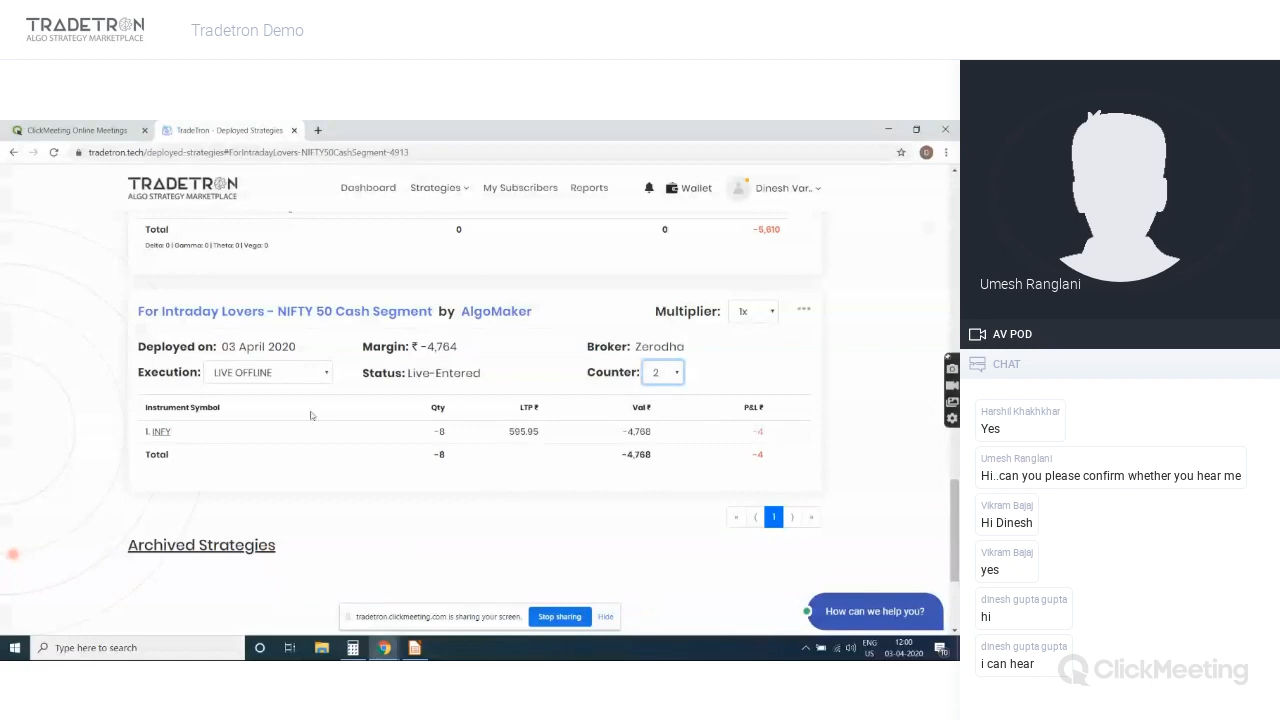 TRADETRON
ALGO STRATEGY MARKETPLACE
Tradetron Demo
ClickMeeting Online Meetings
TradeTron - Deployed Strategies
tradetron.tech/deployed-strategies#ForIntradayLovers-NIFTY50CashSegment-4913
D
TRADETRON
ALGO STRATEGY MARKETPLACE
Dashboard
Strategies
My Subscribers
Reports
Wallet
Dinesh Var..
Total 0 0 -5,610
Delta: 0 | Gamma: 0 | Theta: 0 | Vega: 0
For Intraday Lovers - NIFTY 50 Cash Segment by AlgoMaker
Multiplier: 1x
Deployed on: 03 April 2020
Margin: ₹ -4,764
Broker: Zerodha
Execution: LIVE OFFLINE
Status: Live-Entered
Counter: 2
Instrument Symbol Qty LTP ₹ Val ₹ P&L ₹
1. INFY -8 595.95 -4,768 -4
Total -8 -4,768 -4
« ⟨ 1 ⟩ »
Archived Strategies
tradetron.clickmeeting.com is sharing your screen.
Stop sharing
Hide
How can we help you?
Type here to search
ENG
US
12:00
03-04-2020
10
Umesh Ranglani
AV POD
CHAT
Harshil Khakhkhar
Yes
Umesh Ranglani
Hi..can you please confirm whether you hear me
Vikram Bajaj
Hi Dinesh
Vikram Bajaj
yes
dinesh gupta gupta
hi
dinesh gupta gupta
i can hear
ClickMeeting